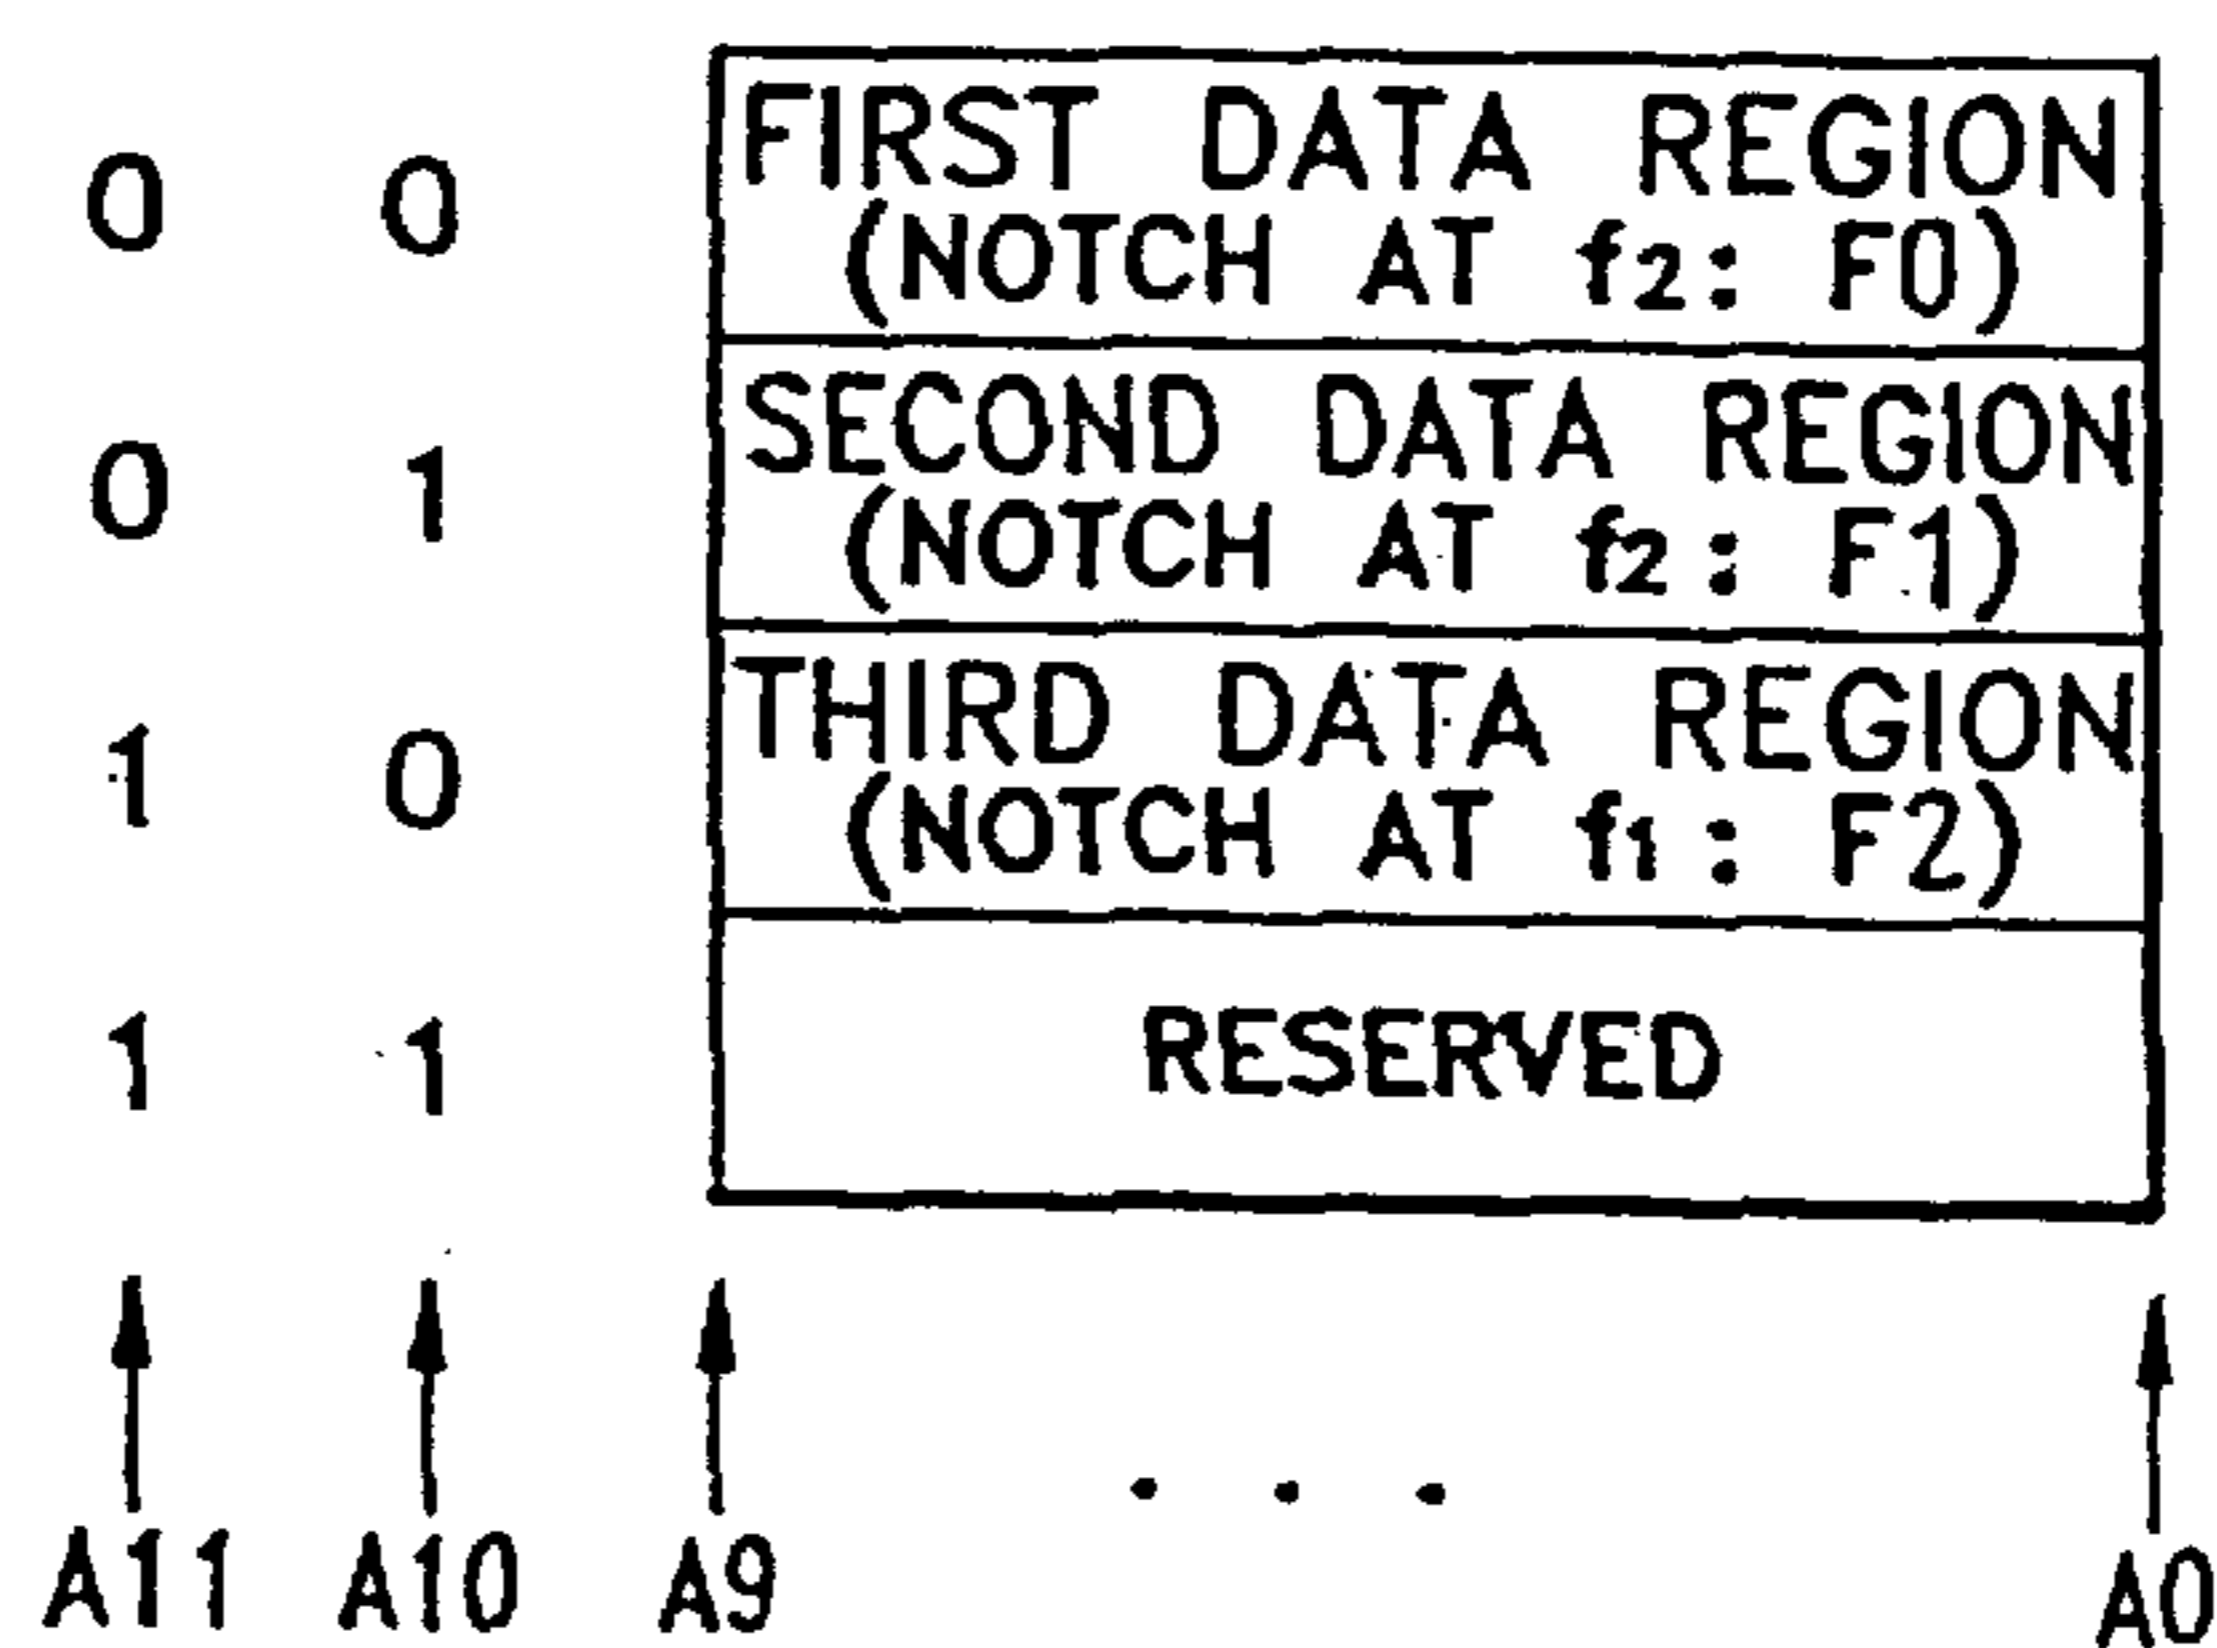 0 0 FIRST DATA REGION
(NOTCH AT f2: F0)
0 1 SECOND DATA REGION
(NOTCH AT f2: F1)
1 0 THIRD DATA REGION
(NOTCH AT f1: F2)
1 1 RESERVED
A11 A10 A9 . . . A0